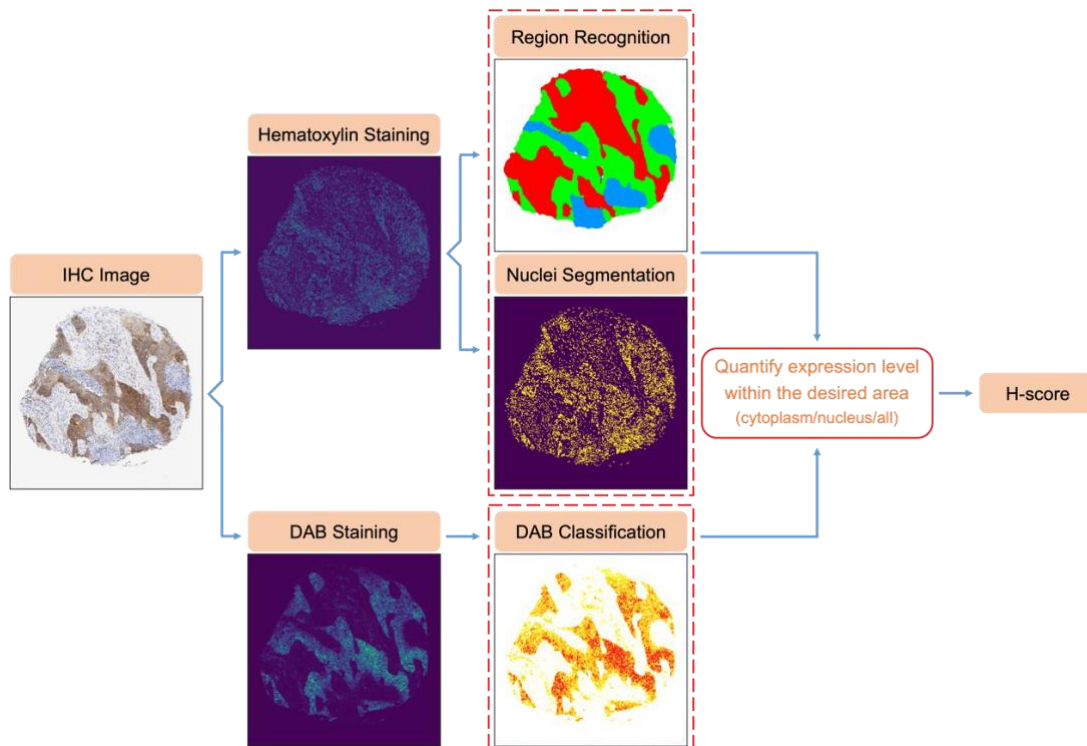 Region Recognition
Hematoxylin Staining
IHC Image
Nuclei Segmentation
Quantify expression level
within the desired area
(cytoplasm/nucleus/all)
H-score
DAB Staining
DAB Classification